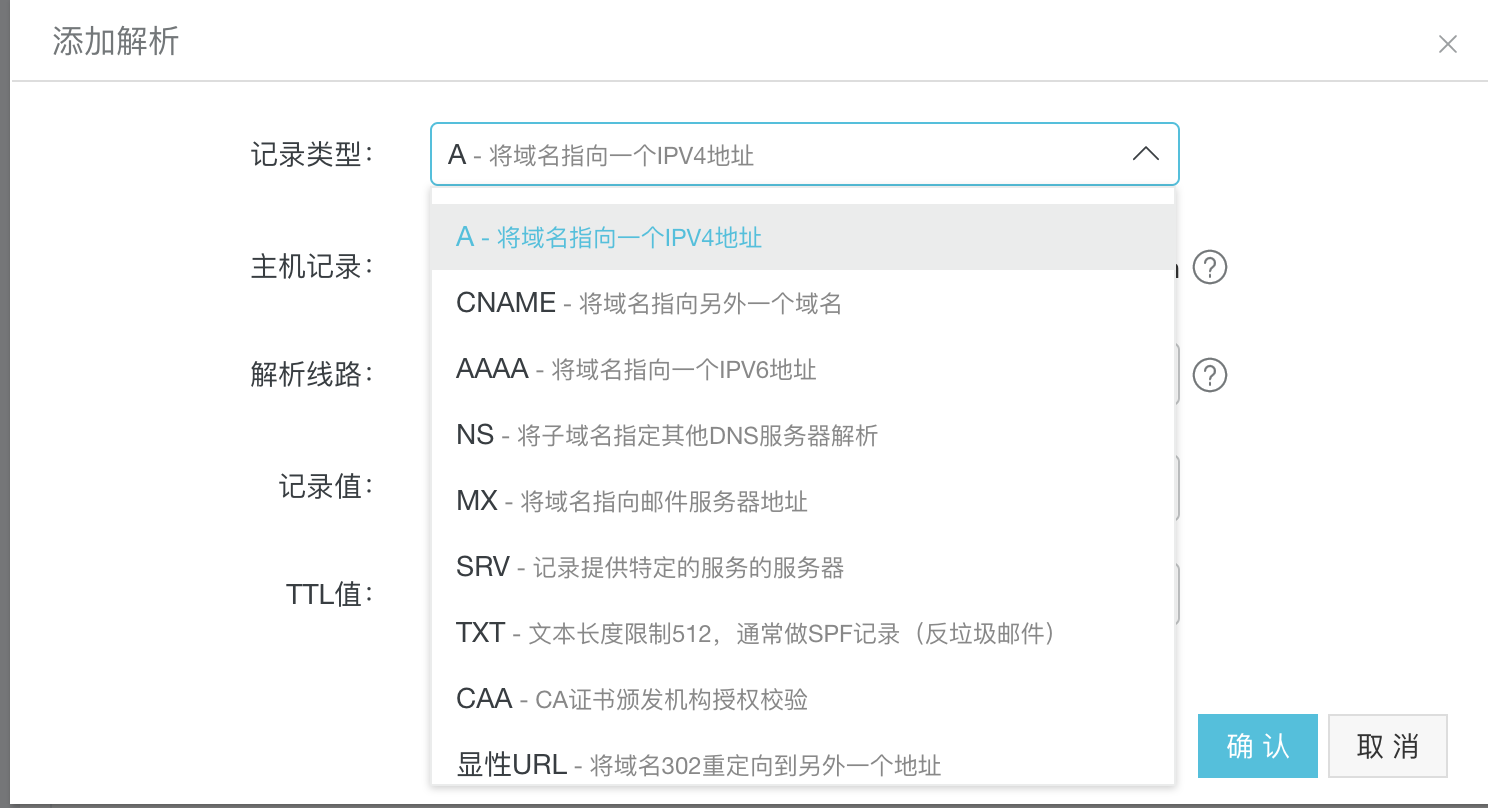 添加解析
记录类型：
A - 将域名指向一个IPV4地址
A - 将域名指向一个IPV4地址
主机记录：
CNAME - 将域名指向另外一个域名
AAAA - 将域名指向一个IPV6地址
解析线路：
NS - 将子域名指定其他DNS服务器解析
记录值：
MX - 将域名指向邮件服务器地址
SRV - 记录提供特定的服务的服务器
TTL值：
TXT - 文本长度限制512，通常做SPF记录（反垃圾邮件）
CAA - CA证书颁发机构授权校验
显性URL - 将域名302重定向到另外一个地址
确认
取消